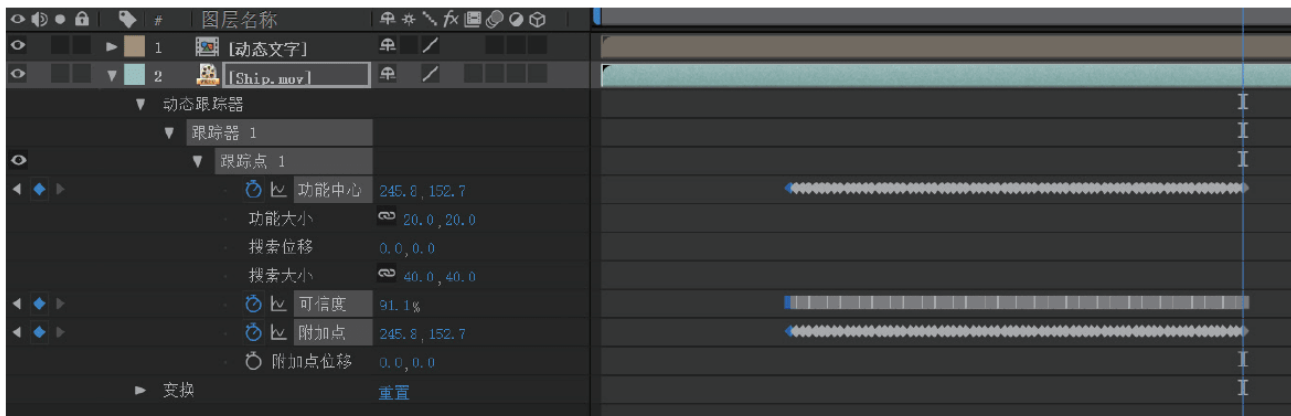 # 图层名称
1 [动态文字]
2 [Ship.mov]
动态跟踪器
跟踪器 1
跟踪点 1
功能中心 245.8,152.7
功能大小 20.0,20.0
搜索位移 0.0,0.0
搜索大小 40.0,40.0
可信度 91.1%
附加点 245.8,152.7
附加点位移 0.0,0.0
变换 重置